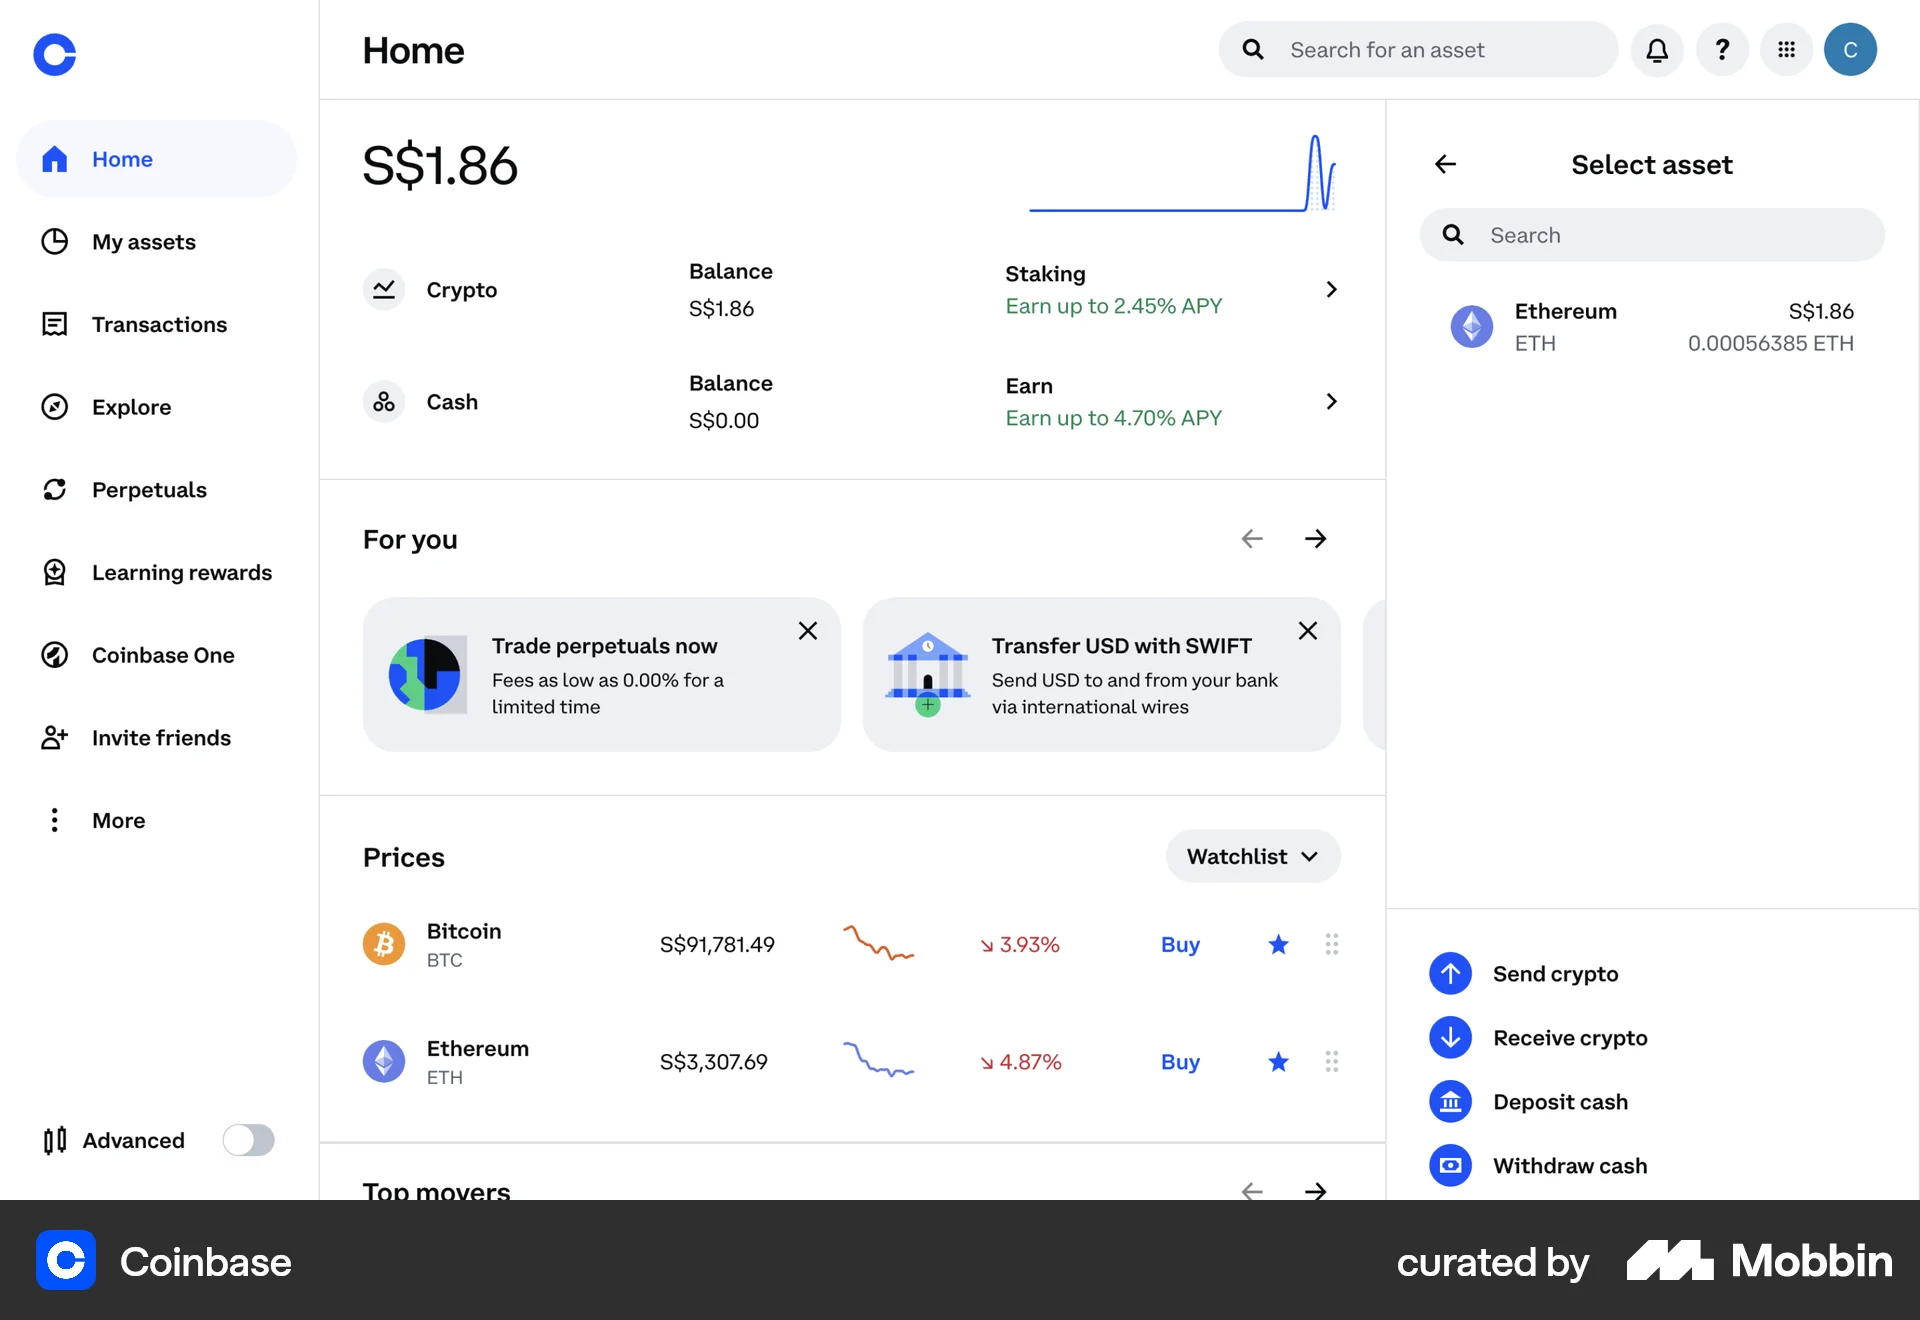 Home
Search for an asset
?
C
Home
My assets
Transactions
Explore
Perpetuals
Learning rewards
Coinbase One
Invite friends
More
Advanced
S$1.86
Crypto
Balance
S$1.86
Staking
Earn up to 2.45% APY
Cash
Balance
S$0.00
Earn
Earn up to 4.70% APY
For you
Trade perpetuals now
Fees as low as 0.00% for a
limited time
Transfer USD with SWIFT
Send USD to and from your bank
via international wires
Prices
Watchlist
Bitcoin
BTC
S$91,781.49
3.93%
Buy
Ethereum
ETH
S$3,307.69
4.87%
Buy
Top movers
Select asset
Search
Ethereum
ETH
S$1.86
0.00056385 ETH
Send crypto
Receive crypto
Deposit cash
Withdraw cash
Coinbase
curated by
Mobbin